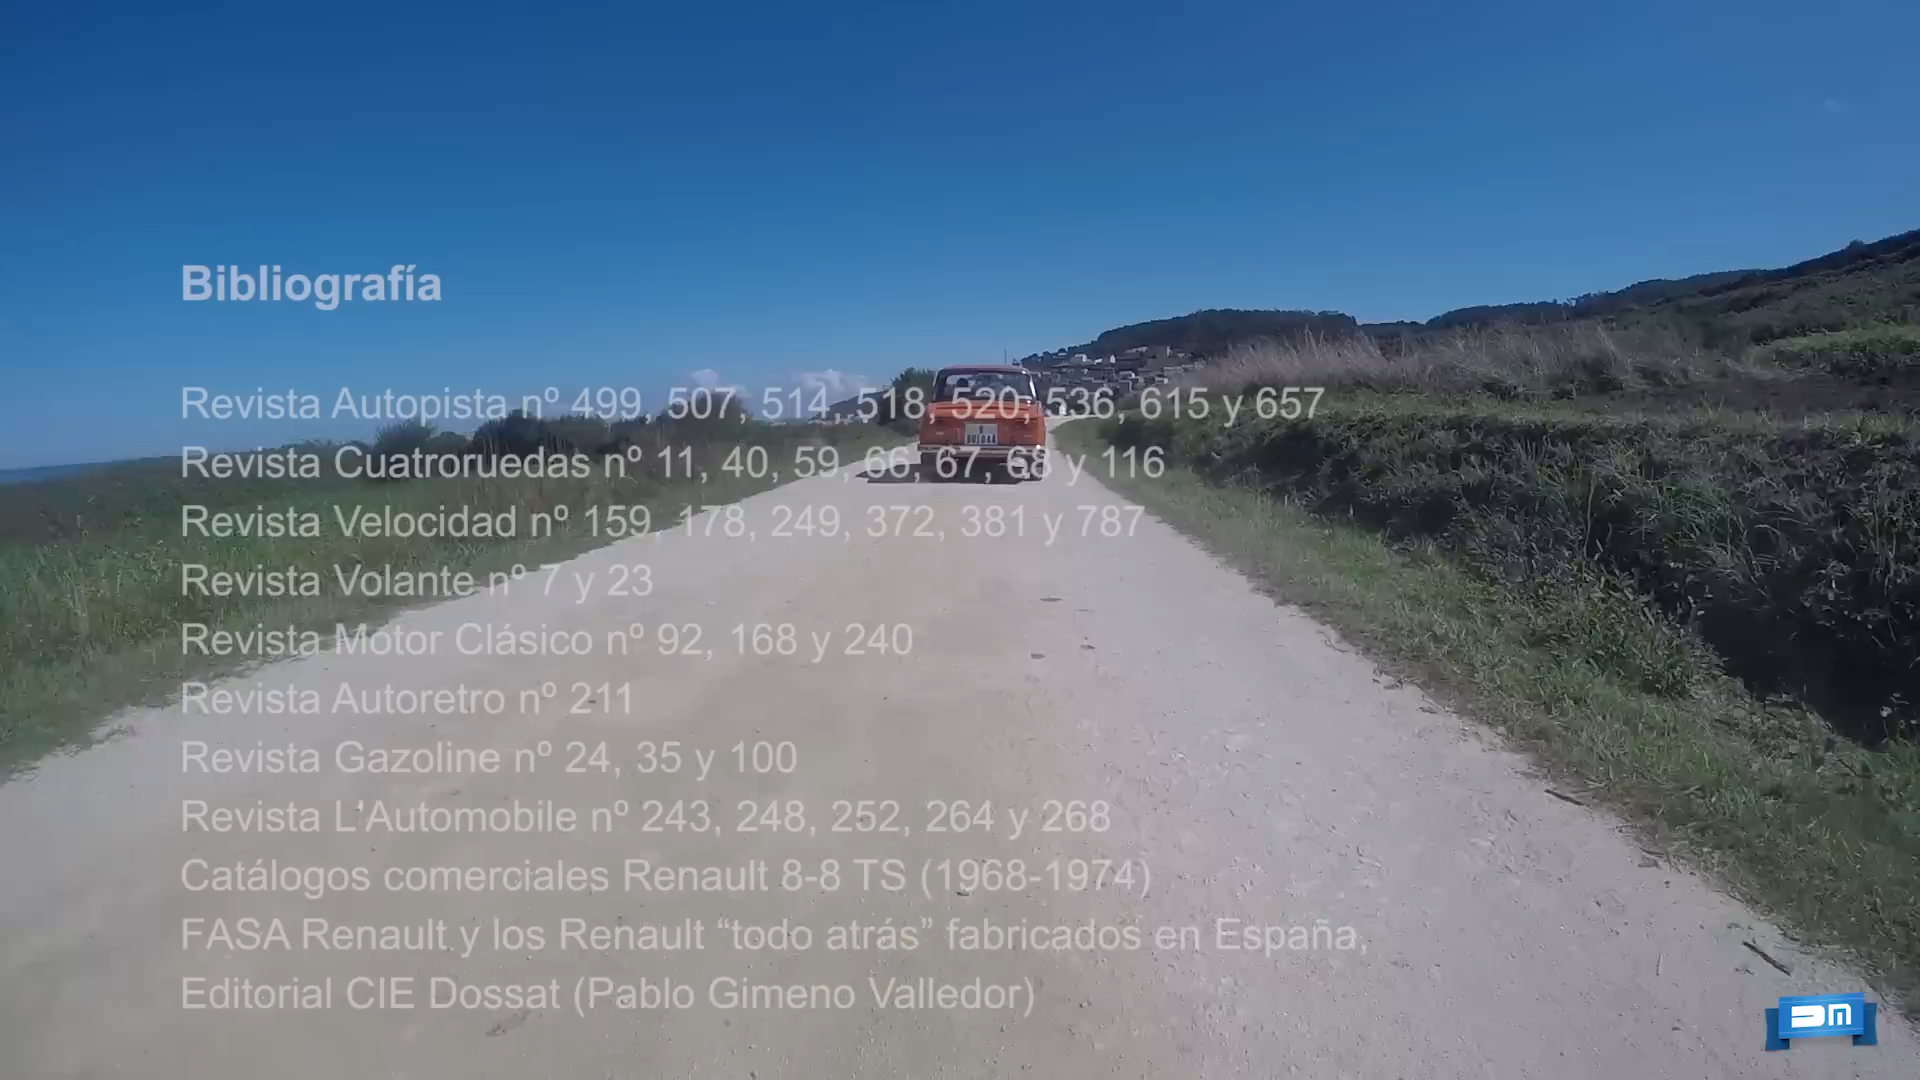 Bibliografía
Revista Autopista nº 499, 507, 514, 518, 520, 536, 615 y 657
Revista Cuatroruedas nº 11, 40, 59, 66, 67, 68 y 116
Revista Velocidad nº 159, 178, 249, 372, 381 y 787
Revista Volante nº 7 y 23
Revista Motor Clásico nº 92, 168 y 240
Revista Autoretro nº 211
Revista Gazoline nº 24, 35 y 100
Revista L'Automobile nº 243, 248, 252, 264 y 268
Catálogos comerciales Renault 8-8 TS (1968-1974)
FASA Renault y los Renault “todo atrás” fabricados en España,
Editorial CIE Dossat (Pablo Gimeno Valledor)